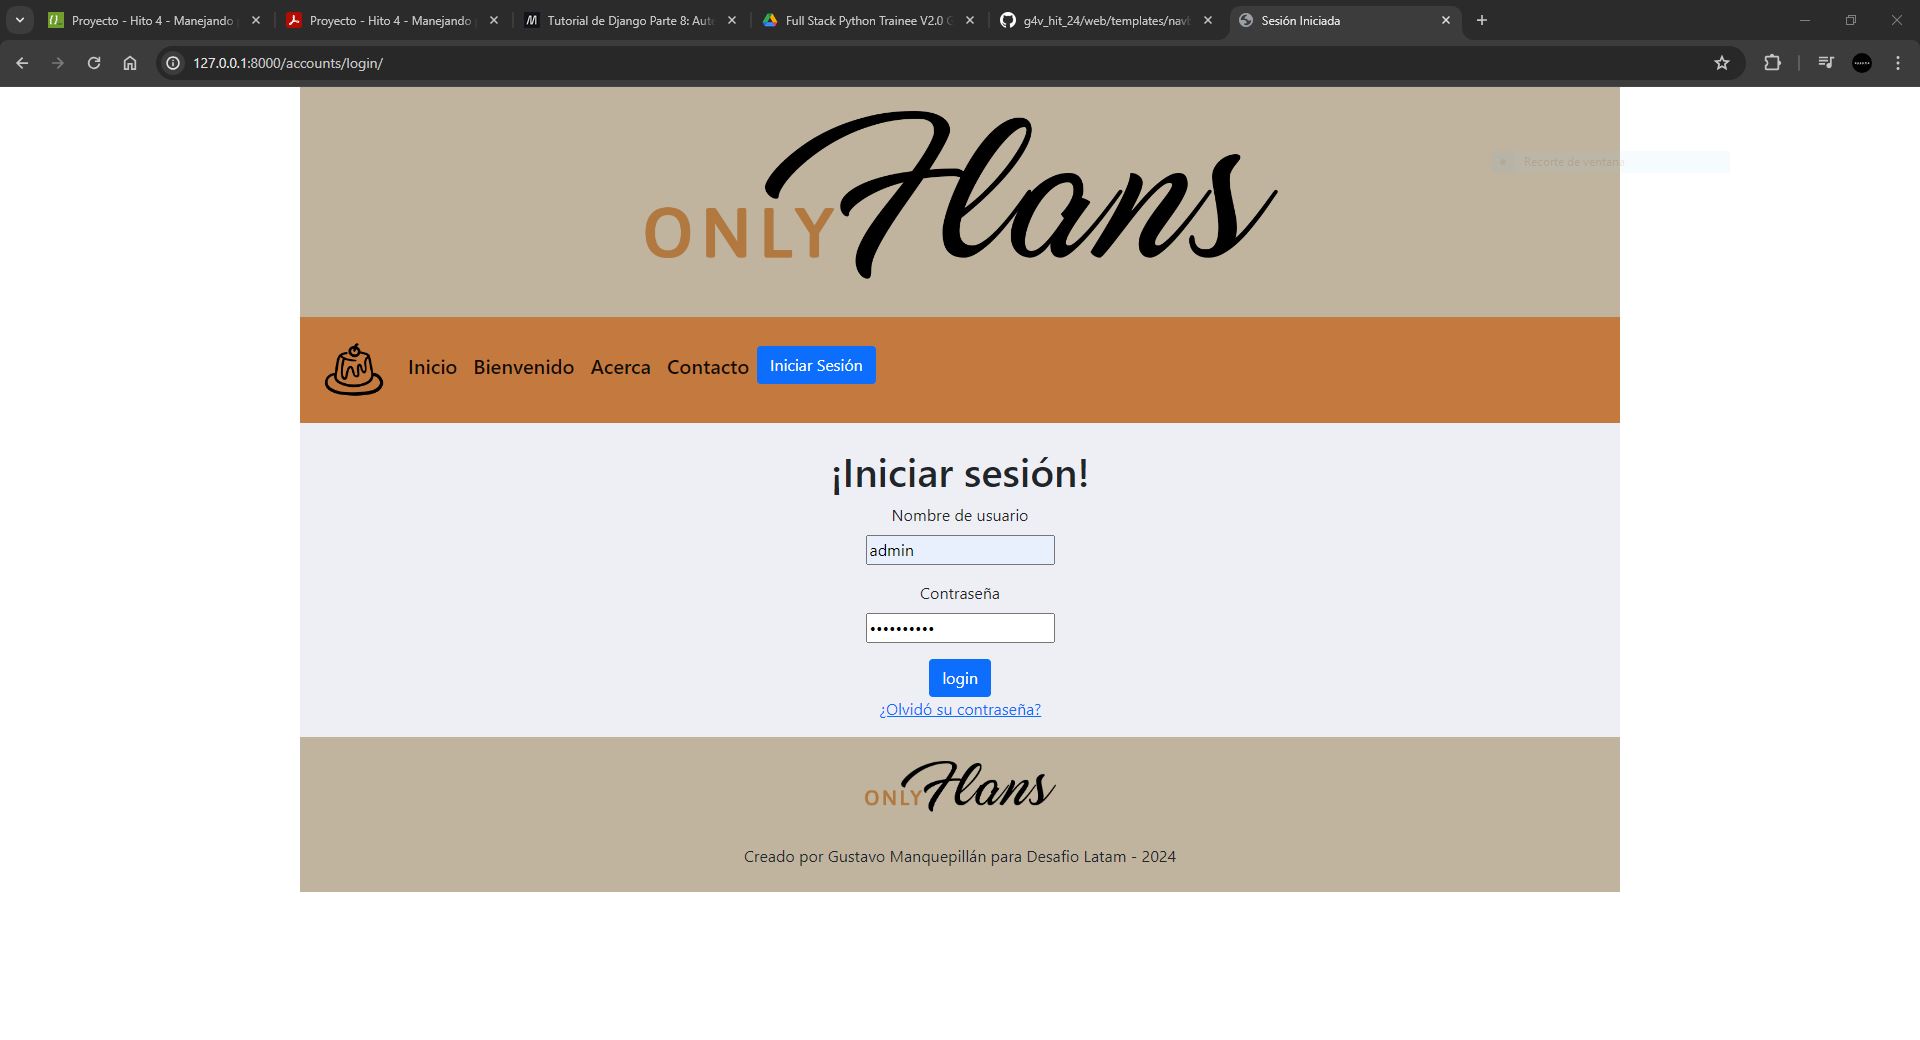 Proyecto - Hito 4 - Manejando
Proyecto - Hito 4 - Manejando
Tutorial de Django Parte 8: Aute
Full Stack Python Trainee V2.0 G
g4v_hit_24/web/templates/navb
Sesión Iniciada
127.0.0.1:8000/accounts/login/
ONLY Flans
Recorte de ventana
Inicio Bienvenido Acerca Contacto Iniciar Sesión
¡Iniciar sesión!
Nombre de usuario
admin
Contraseña
••••••••••
login
¿Olvidó su contraseña?
ONLY Flans
Creado por Gustavo Manquepillán para Desafio Latam - 2024